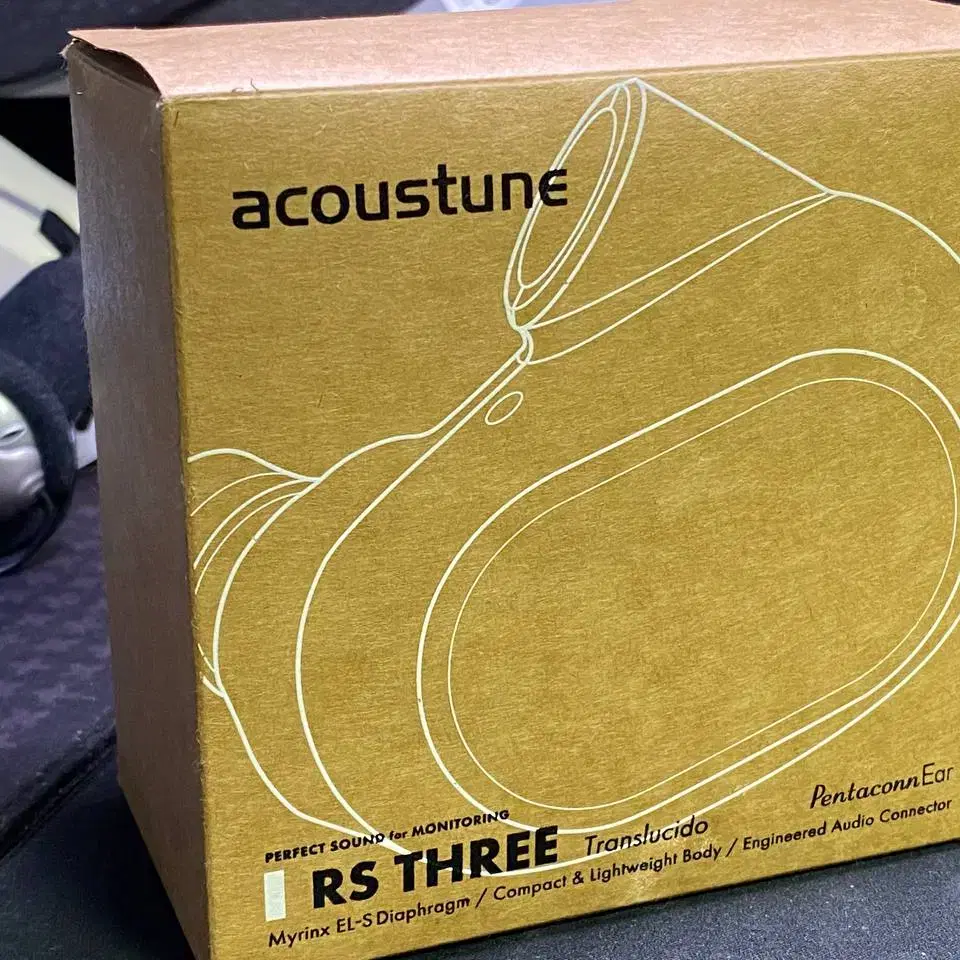 acoustune
PentaconnEar
PERFECT SOUND for MONITORING
RS THREE Translucido
Myrinx EL-S Diaphragm / Compact & Lightweight Body / Engineered Audio Connector